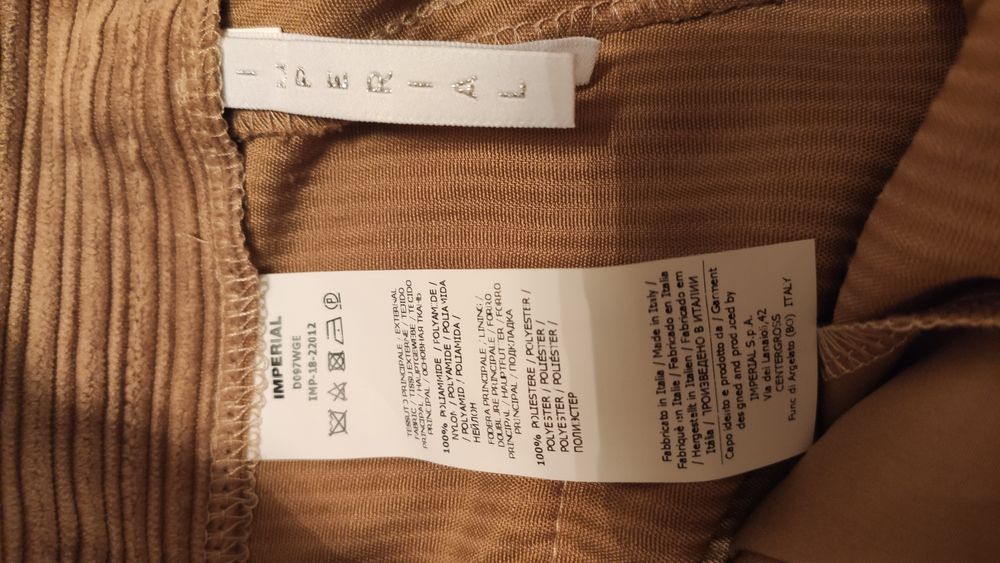 IMPERIAL
IMPERIAL
D097WGE
IMP-18-22012
TESSUTO PRINCIPALE / EXTERNAL
FABRIC / TISSU EXTERNE / TEJIDO
PRINCIPAL / HAUPTGEWEBE / TECIDO
PRINCIPAL / ОСНОВНАЯ ТКАНЬ
100% POLIAMMIDE / POLYAMIDE /
NYLON / POLYAMIDE / POLIAMIDA
/ POLYAMID / POLIAMIDA /
НЕЙЛОН
FODERA PRINCIPALE / LINING /
DOUBLURE PRINCIPALE / FORRO
PRINCIPAL / HAUPTFUTTER / FORRO
PRINCIPAL / ПОДКЛАДКА
100% POLIESTERE / POLYESTER /
POLYESTER / POLIÉSTER /
POLYESTER / POLIÉSTER /
ПОЛИЭСТЕР
Fabbricato in Italia / Made in Italy /
Fabriqué en Italie / Fabricado en Italia
/ Hergestellt in Italien / Fabricado em
Itália / ПРОИЗВЕДЕНО В ИТАЛИИ
Capo ideato e prodotto da / Garment
designed and produced by
IMPERIAL S.P.A.
Via dei Lanaioli,42
CENTERGROSS
Funo di Argelato (BO) ITALY